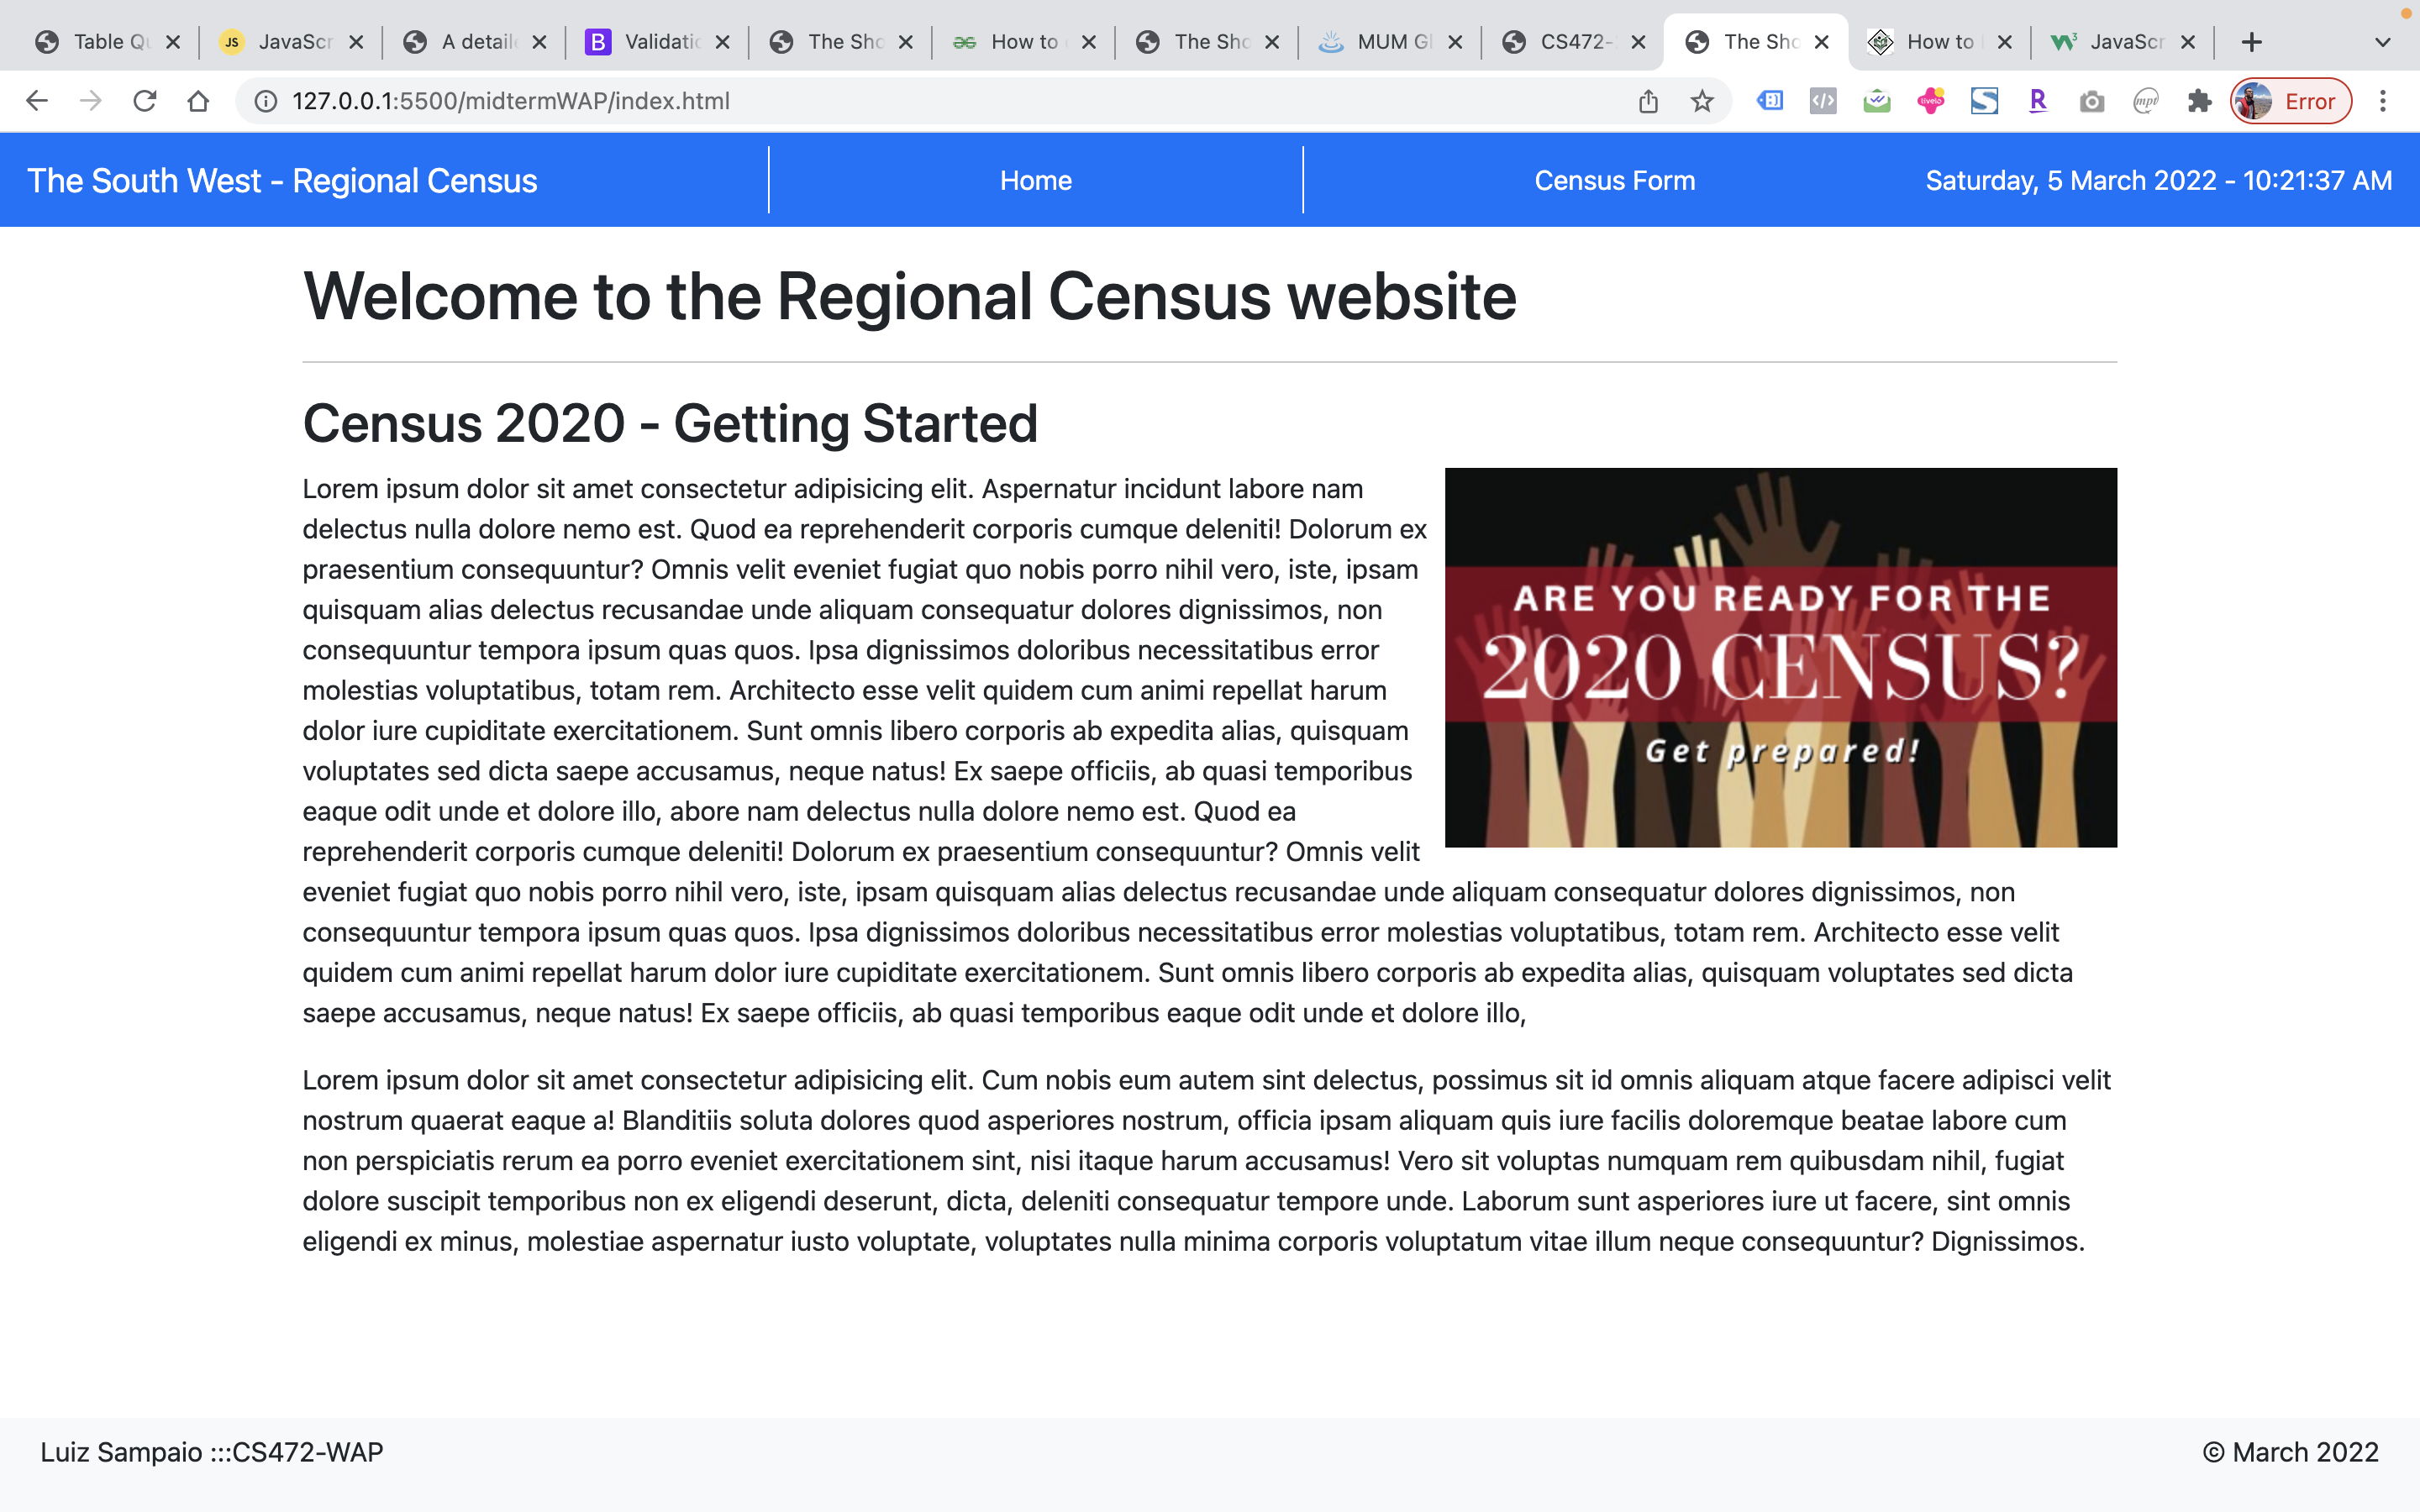 Table Qu
JS JavaScr
A detail
B Validatio
The Sho
How to
The Sho
MUM Gl
CS472-
The Sho
How to
JavaScr
127.0.0.1:5500/midtermWAP/index.html
Error
The South West - Regional Census
Home
Census Form
Saturday, 5 March 2022 - 10:21:37 AM
Welcome to the Regional Census website
Census 2020 - Getting Started
Lorem ipsum dolor sit amet consectetur adipisicing elit. Aspernatur incidunt labore nam
delectus nulla dolore nemo est. Quod ea reprehenderit corporis cumque deleniti! Dolorum ex
praesentium consequuntur? Omnis velit eveniet fugiat quo nobis porro nihil vero, iste, ipsam
quisquam alias delectus recusandae unde aliquam consequatur dolores dignissimos, non
consequuntur tempora ipsum quas quos. Ipsa dignissimos doloribus necessitatibus error
molestias voluptatibus, totam rem. Architecto esse velit quidem cum animi repellat harum
dolor iure cupiditate exercitationem. Sunt omnis libero corporis ab expedita alias, quisquam
voluptates sed dicta saepe accusamus, neque natus! Ex saepe officiis, ab quasi temporibus
eaque odit unde et dolore illo, abore nam delectus nulla dolore nemo est. Quod ea
reprehenderit corporis cumque deleniti! Dolorum ex praesentium consequuntur? Omnis velit
eveniet fugiat quo nobis porro nihil vero, iste, ipsam quisquam alias delectus recusandae unde aliquam consequatur dolores dignissimos, non
consequuntur tempora ipsum quas quos. Ipsa dignissimos doloribus necessitatibus error molestias voluptatibus, totam rem. Architecto esse velit
quidem cum animi repellat harum dolor iure cupiditate exercitationem. Sunt omnis libero corporis ab expedita alias, quisquam voluptates sed dicta
saepe accusamus, neque natus! Ex saepe officiis, ab quasi temporibus eaque odit unde et dolore illo,
ARE YOU READY FOR THE
2020 CENSUS?
Get prepared!
Lorem ipsum dolor sit amet consectetur adipisicing elit. Cum nobis eum autem sint delectus, possimus sit id omnis aliquam atque facere adipisci velit
nostrum quaerat eaque a! Blanditiis soluta dolores quod asperiores nostrum, officia ipsam aliquam quis iure facilis doloremque beatae labore cum
non perspiciatis rerum ea porro eveniet exercitationem sint, nisi itaque harum accusamus! Vero sit voluptas numquam rem quibusdam nihil, fugiat
dolore suscipit temporibus non ex eligendi deserunt, dicta, deleniti consequatur tempore unde. Laborum sunt asperiores iure ut facere, sint omnis
eligendi ex minus, molestiae aspernatur iusto voluptate, voluptates nulla minima corporis voluptatum vitae illum neque consequuntur? Dignissimos.
Luiz Sampaio :::CS472-WAP
© March 2022